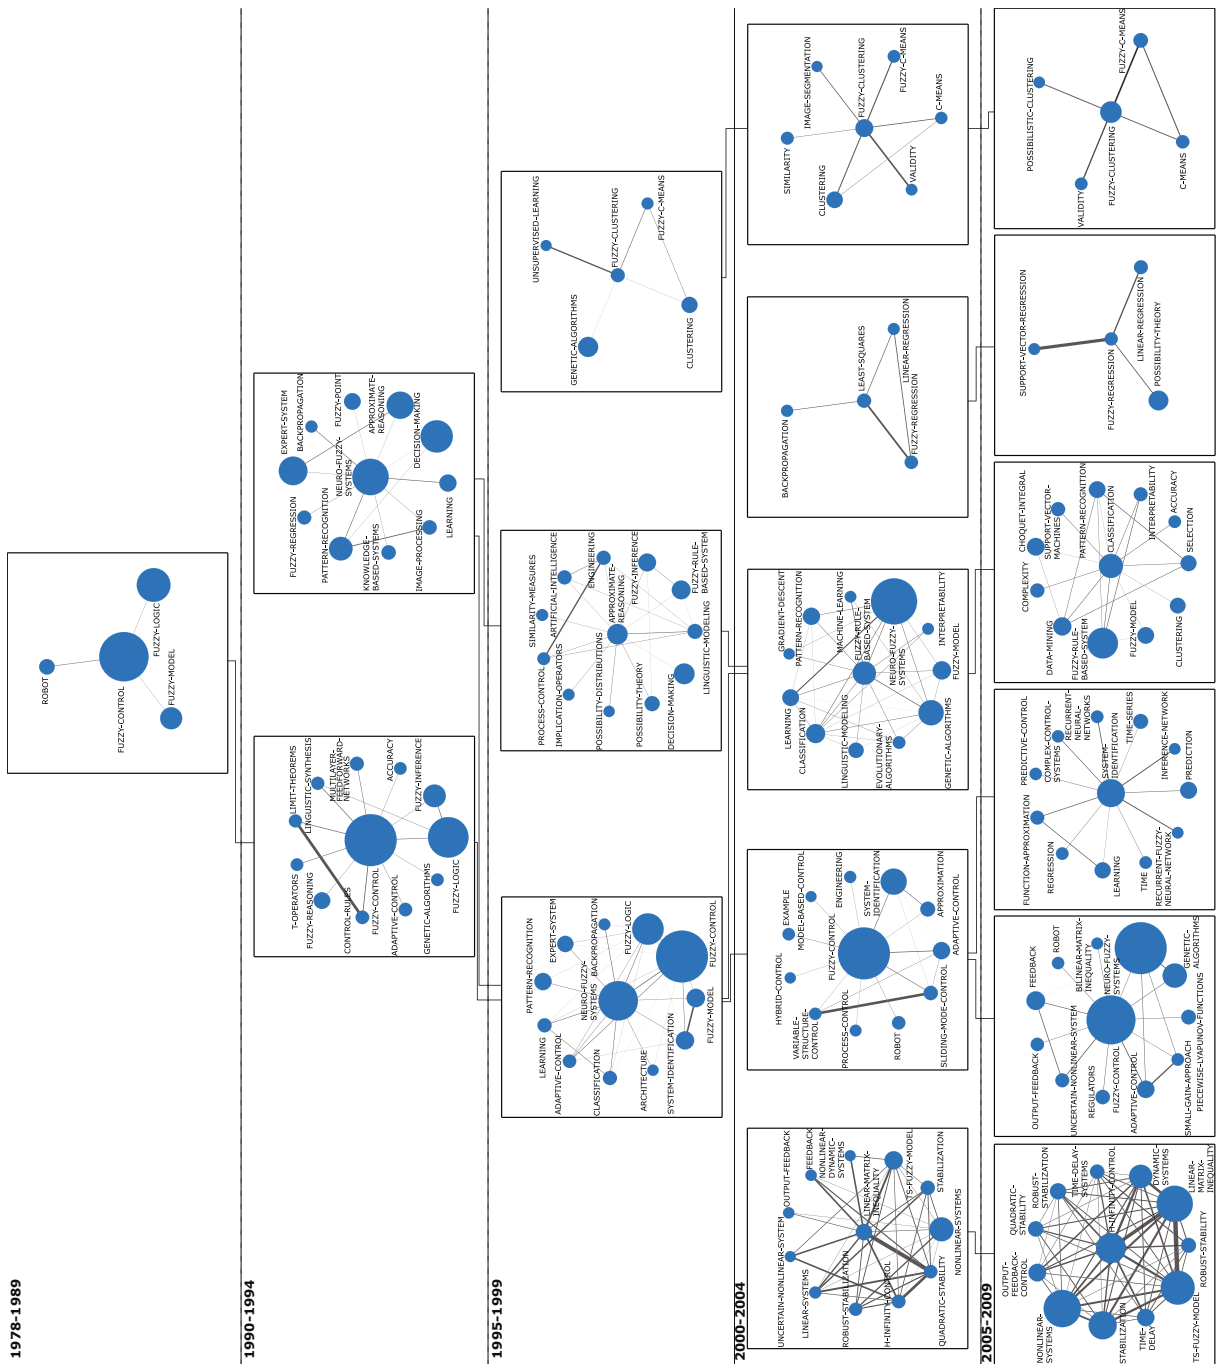 1978-1989
ROBOT
FUZZY-CONTROL
FUZZY-LOGIC
FUZZY-MODEL
1990-1994
EXPERT-SYSTEM
BACKPROPAGATION
FUZZY-POINT
APPROXIMATE-
REASONING
DECISION-MAKING
NEURO-FUZZY-
SYSTEMS
FUZZY-REGRESSION
PATTERN-RECOGNITION
KNOWLEDGE-
BASED-SYSTEMS
IMAGE-PROCESSING
LEARNING
LIMIT-THEOREMS
LINGUISTIC-SYNTHESIS
MULTILAYER-
FEEDFORWARD-
NETWORKS
ACCURACY
FUZZY-INFERENCE
T-OPERATORS
FUZZY-REASONING
CONTROL-RULES
FUZZY-CONTROL
ADAPTIVE-CONTROL
GENETIC-ALGORITHMS
FUZZY-LOGIC
1995-1999
UNSUPERVISED-LEARNING
FUZZY-CLUSTERING
FUZZY-C-MEANS
GENETIC-ALGORITHMS
CLUSTERING
SIMILARITY-MEASURES
ARTIFICIAL-INTELLIGENCE
ENGINEERING
APPROXIMATE-
REASONING
FUZZY-INFERENCE
FUZZY-RULE-
BASED-SYSTEM
PROCESS-CONTROL
IMPLICATION-OPERATORS
POSSIBILITY-DISTRIBUTIONS
POSSIBILITY-THEORY
DECISION-MAKING
LINGUISTIC-MODELING
PATTERN-RECOGNITION
EXPERT-SYSTEM
BACKPROPAGATION
NEURO-FUZZY-
SYSTEMS
FUZZY-LOGIC
FUZZY-CONTROL
LEARNING
ADAPTIVE-CONTROL
CLASSIFICATION
ARCHITECTURE
SYSTEM-IDENTIFICATION
FUZZY-MODEL
2000-2004
SIMILARITY
IMAGE-SEGMENTATION
FUZZY-CLUSTERING
FUZZY-C-MEANS
C-MEANS
CLUSTERING
VALIDITY
BACKPROPAGATION
LEAST-SQUARES
LINEAR-REGRESSION
FUZZY-REGRESSION
GRADIENT-DESCENT
PATTERN-RECOGNITION
MACHINE-LEARNING
FUZZY-RULE-
BASED-SYSTEM
NEURO-FUZZY-
SYSTEMS
INTERPRETABILITY
FUZZY-MODEL
LEARNING
CLASSIFICATION
LINGUISTIC-MODELING
EVOLUTIONARY-
ALGORITHMS
GENETIC-ALGORITHMS
HYBRID-CONTROL
EXAMPLE
MODEL-BASED-CONTROL
ENGINEERING
FUZZY-CONTROL
SYSTEM-
IDENTIFICATION
APPROXIMATION
ADAPTIVE-CONTROL
VARIABLE-
STRUCTURE-
CONTROL
PROCESS-CONTROL
ROBOT
SLIDING-MODE-CONTROL
UNCERTAIN-NONLINEAR-SYSTEM
OUTPUT-FEEDBACK
FEEDBACK
NONLINEAR-
DYNAMIC-
SYSTEMS
LINEAR-MATRIX-
INEQUALITY
TS-FUZZY-MODEL
STABILIZATION
NONLINEAR-SYSTEMS
LINEAR-SYSTEMS
ROBUST-STABILIZATION
H-INFINITY-CONTROL
QUADRATIC-STABILITY
2005-2009
POSSIBILISTIC-CLUSTERING
FUZZY-C-MEANS
FUZZY-CLUSTERING
VALIDITY
C-MEANS
SUPPORT-VECTOR-REGRESSION
FUZZY-REGRESSION
LINEAR-REGRESSION
POSSIBILITY-THEORY
COMPLEXITY
CHOQUET-INTEGRAL
SUPPORT-VECTOR-
MACHINES
PATTERN-RECOGNITION
CLASSIFICATION
INTERPRETABILITY
ACCURACY
SELECTION
DATA-MINING
FUZZY-RULE-
BASED-SYSTEM
FUZZY-MODEL
CLUSTERING
FUNCTION-APPROXIMATION
PREDICTIVE-CONTROL
COMPLEX-CONTROL-
SYSTEMS
RECURRENT-
NEURAL-
NETWORKS
SYSTEM-
IDENTIFICATION
TIME-SERIES
INFERENCE-NETWORK
PREDICTION
REGRESSION
LEARNING
TIME
RECURRENT-FUZZY-
NEURAL-NETWORK
OUTPUT-FEEDBACK
FEEDBACK
ROBOT
BILINEAR-MATRIX-
INEQUALITY
NEURO-FUZZY-
SYSTEMS
GENETIC-
ALGORITHMS
UNCERTAIN-NONLINEAR-SYSTEM
REGULATORS
FUZZY-CONTROL
ADAPTIVE-CONTROL
SMALL-GAIN-APPROACH
PIECEWISE-LYAPUNOV-FUNCTIONS
OUTPUT-
FEEDBACK-
CONTROL
QUADRATIC-
STABILITY
ROBUST-
STABILIZATION
TIME-DELAY-
SYSTEMS
H-INFINITY-CONTROL
DYNAMIC-
SYSTEMS
LINEAR-
MATRIX-
INEQUALITY
NONLINEAR-
SYSTEMS
STABILIZATION
TIME-
DELAY
TS-FUZZY-MODEL
ROBUST-STABILITY